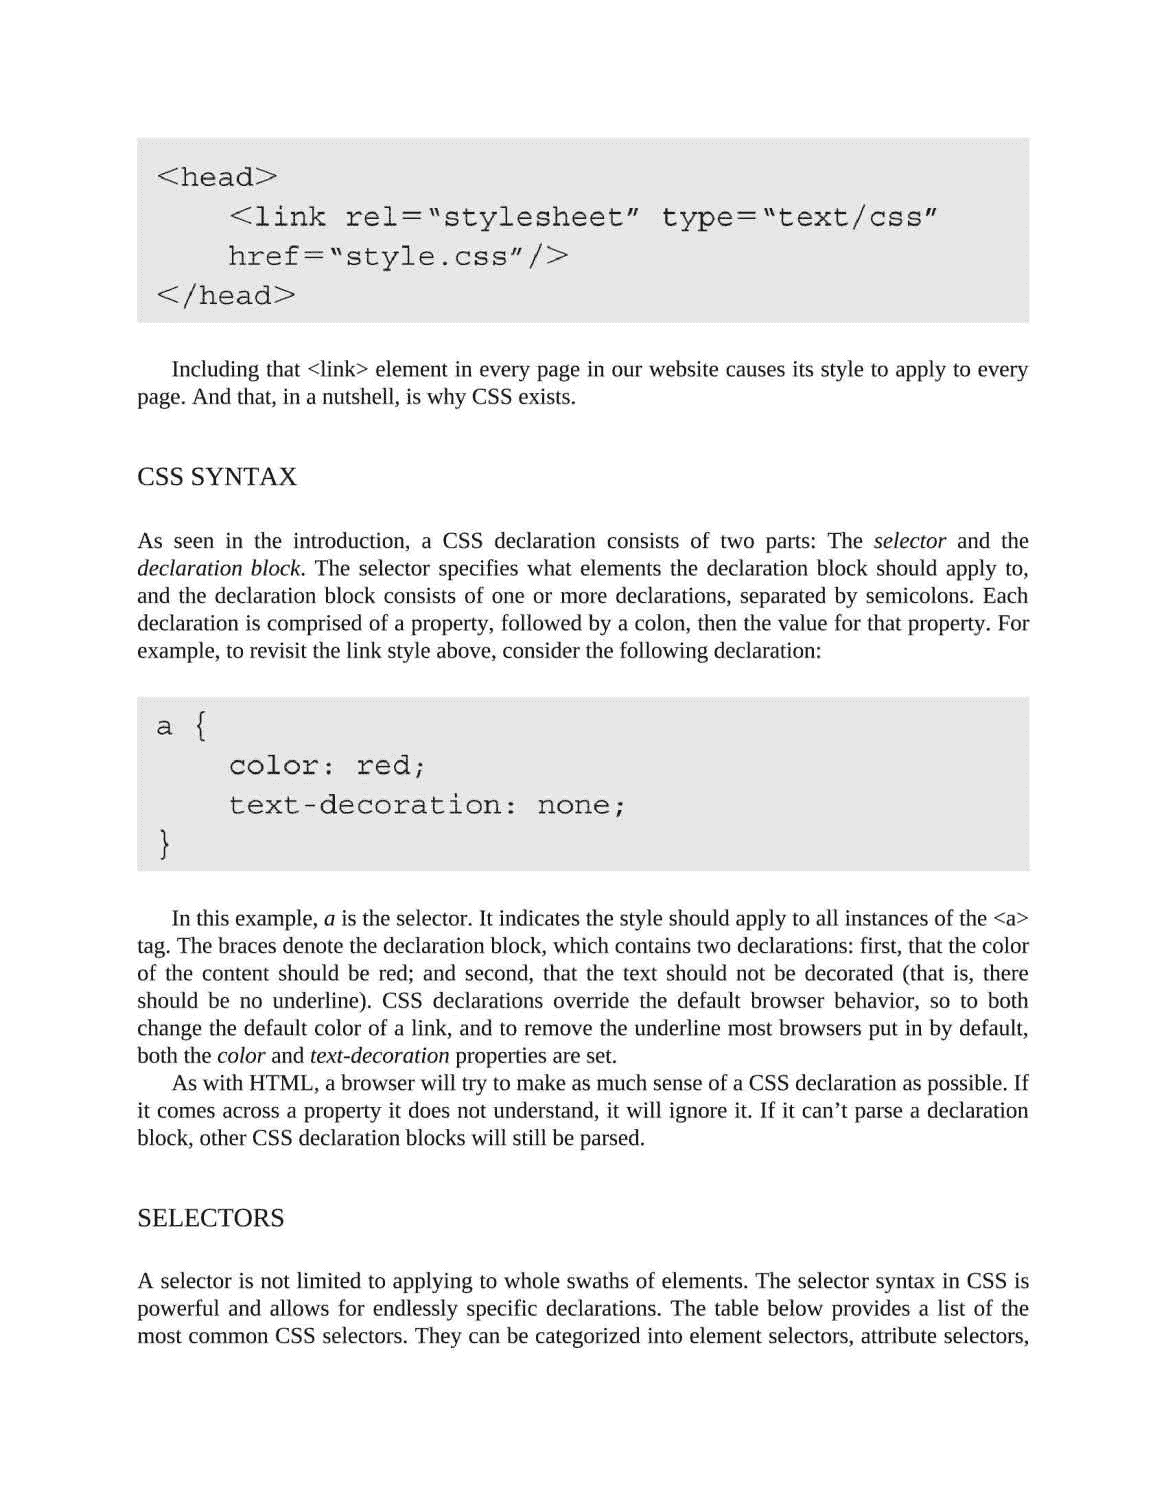 <head>
<link rel=“stylesheet” type=“text/css”
href=“style.css”/>
</head>
Including that <link> element in every page in our website causes its style to apply to every
page. And that, in a nutshell, is why CSS exists.
CSS SYNTAX
As seen in the introduction, a CSS declaration consists of two parts: The selector and the
declaration block. The selector specifies what elements the declaration block should apply to,
and the declaration block consists of one or more declarations, separated by semicolons. Each
declaration is comprised of a property, followed by a colon, then the value for that property. For
example, to revisit the link style above, consider the following declaration:
a {
color: red;
text-decoration: none;
}
In this example, a is the selector. It indicates the style should apply to all instances of the <a>
tag. The braces denote the declaration block, which contains two declarations: first, that the color
of the content should be red; and second, that the text should not be decorated (that is, there
should be no underline). CSS declarations override the default browser behavior, so to both
change the default color of a link, and to remove the underline most browsers put in by default,
both the color and text-decoration properties are set.
As with HTML, a browser will try to make as much sense of a CSS declaration as possible. If
it comes across a property it does not understand, it will ignore it. If it can’t parse a declaration
block, other CSS declaration blocks will still be parsed.
SELECTORS
A selector is not limited to applying to whole swaths of elements. The selector syntax in CSS is
powerful and allows for endlessly specific declarations. The table below provides a list of the
most common CSS selectors. They can be categorized into element selectors, attribute selectors,